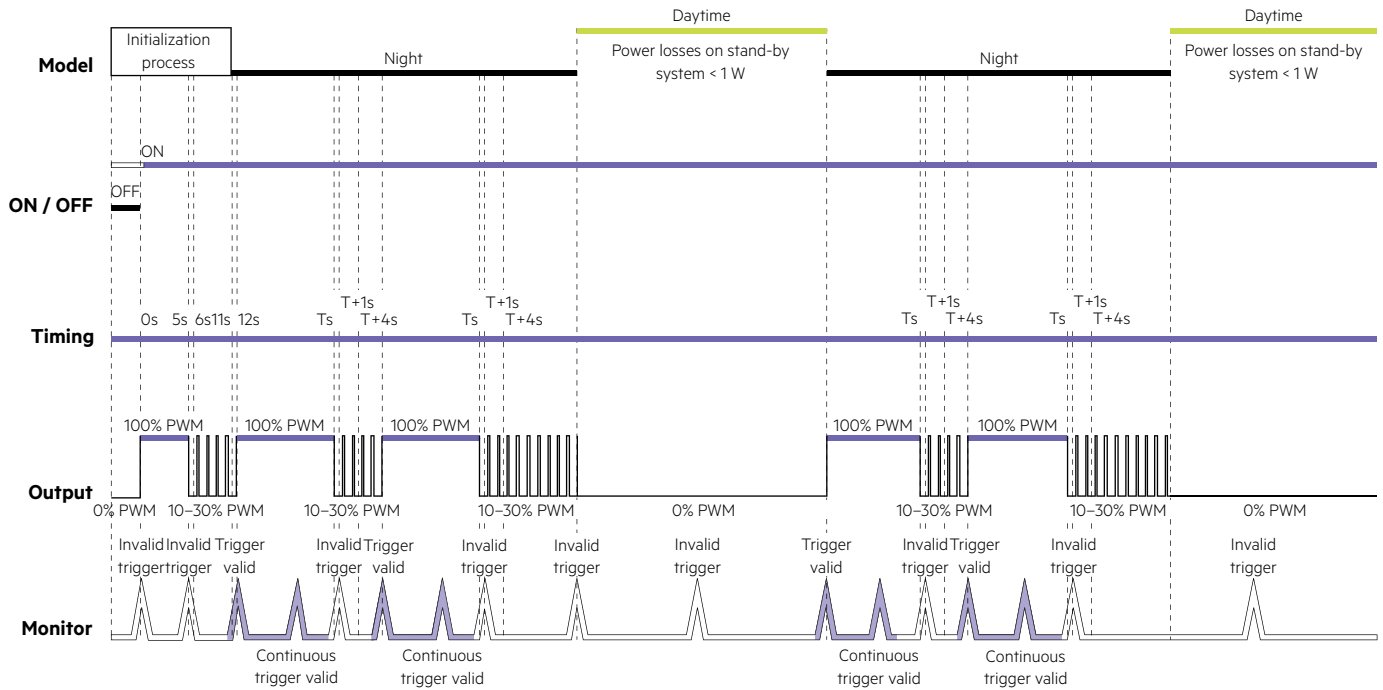 Daytime
Daytime
Initialization
process
Power losses on stand-by
system < 1 W
Power losses on stand-by
system < 1 W
Model
Night
Night
ON
OFF
ON / OFF
T+1s
T+1s
T+1s
T+1s
0s 5s 6s11s 12s Ts T+4s Ts T+4s Ts T+4s Ts T+4s
Timing
100% PWM 100% PWM 100% PWM 100% PWM 100% PWM
Output
0% PWM 10–30% PWM 10–30% PWM 10–30% PWM 0% PWM 10–30% PWM 10–30% PWM 0% PWM
Invalid Invalid Trigger Invalid Trigger Invalid Invalid Invalid Trigger Invalid Trigger Invalid Invalid
trigger trigger valid trigger valid trigger trigger trigger valid trigger valid trigger trigger
Monitor
Continuous Continuous Continuous Continuous
trigger valid trigger valid trigger valid trigger valid